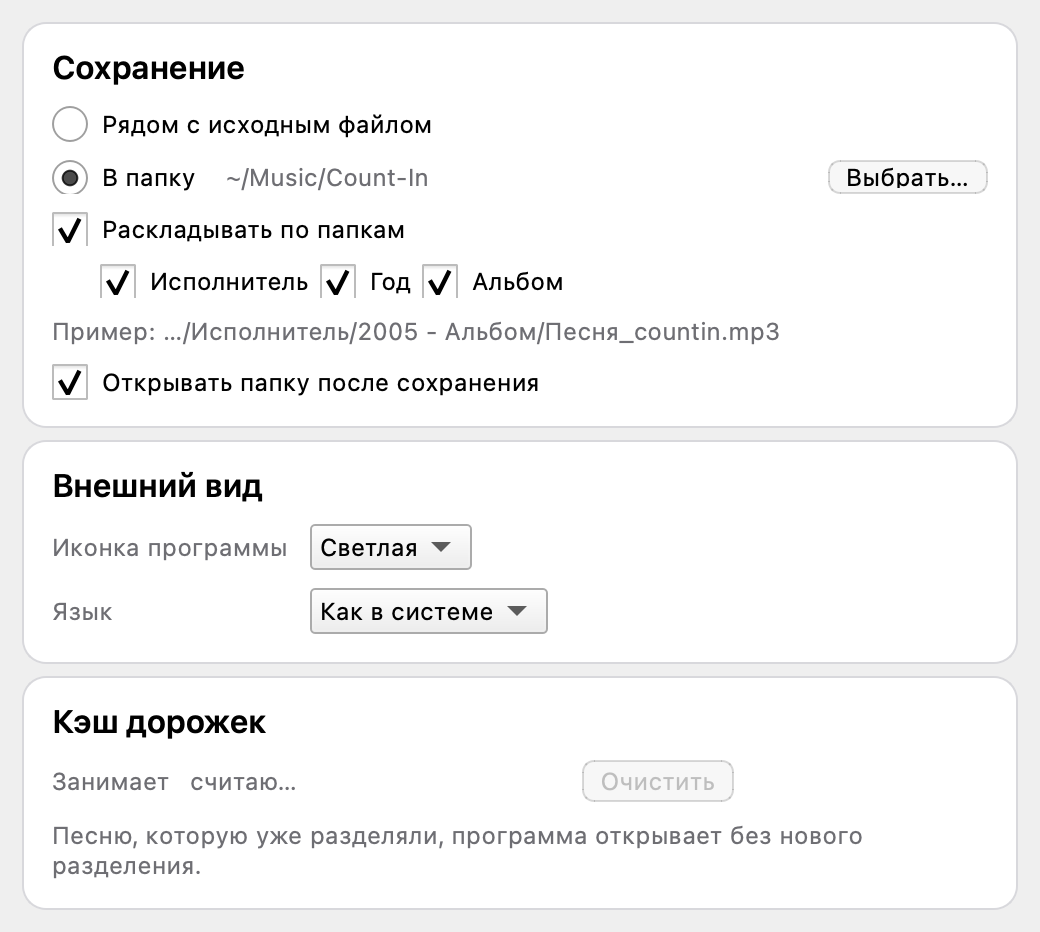 Сохранение
Рядом с исходным файлом
В папку ~/Music/Count-In Выбрать...
Раскладывать по папкам
Исполнитель Год Альбом
Пример: .../Исполнитель/2005 - Альбом/Песня_countin.mp3
Открывать папку после сохранения
Внешний вид
Иконка программы Светлая
Язык Как в системе
Кэш дорожек
Занимает считаю... Очистить
Песню, которую уже разделяли, программа открывает без нового
разделения.